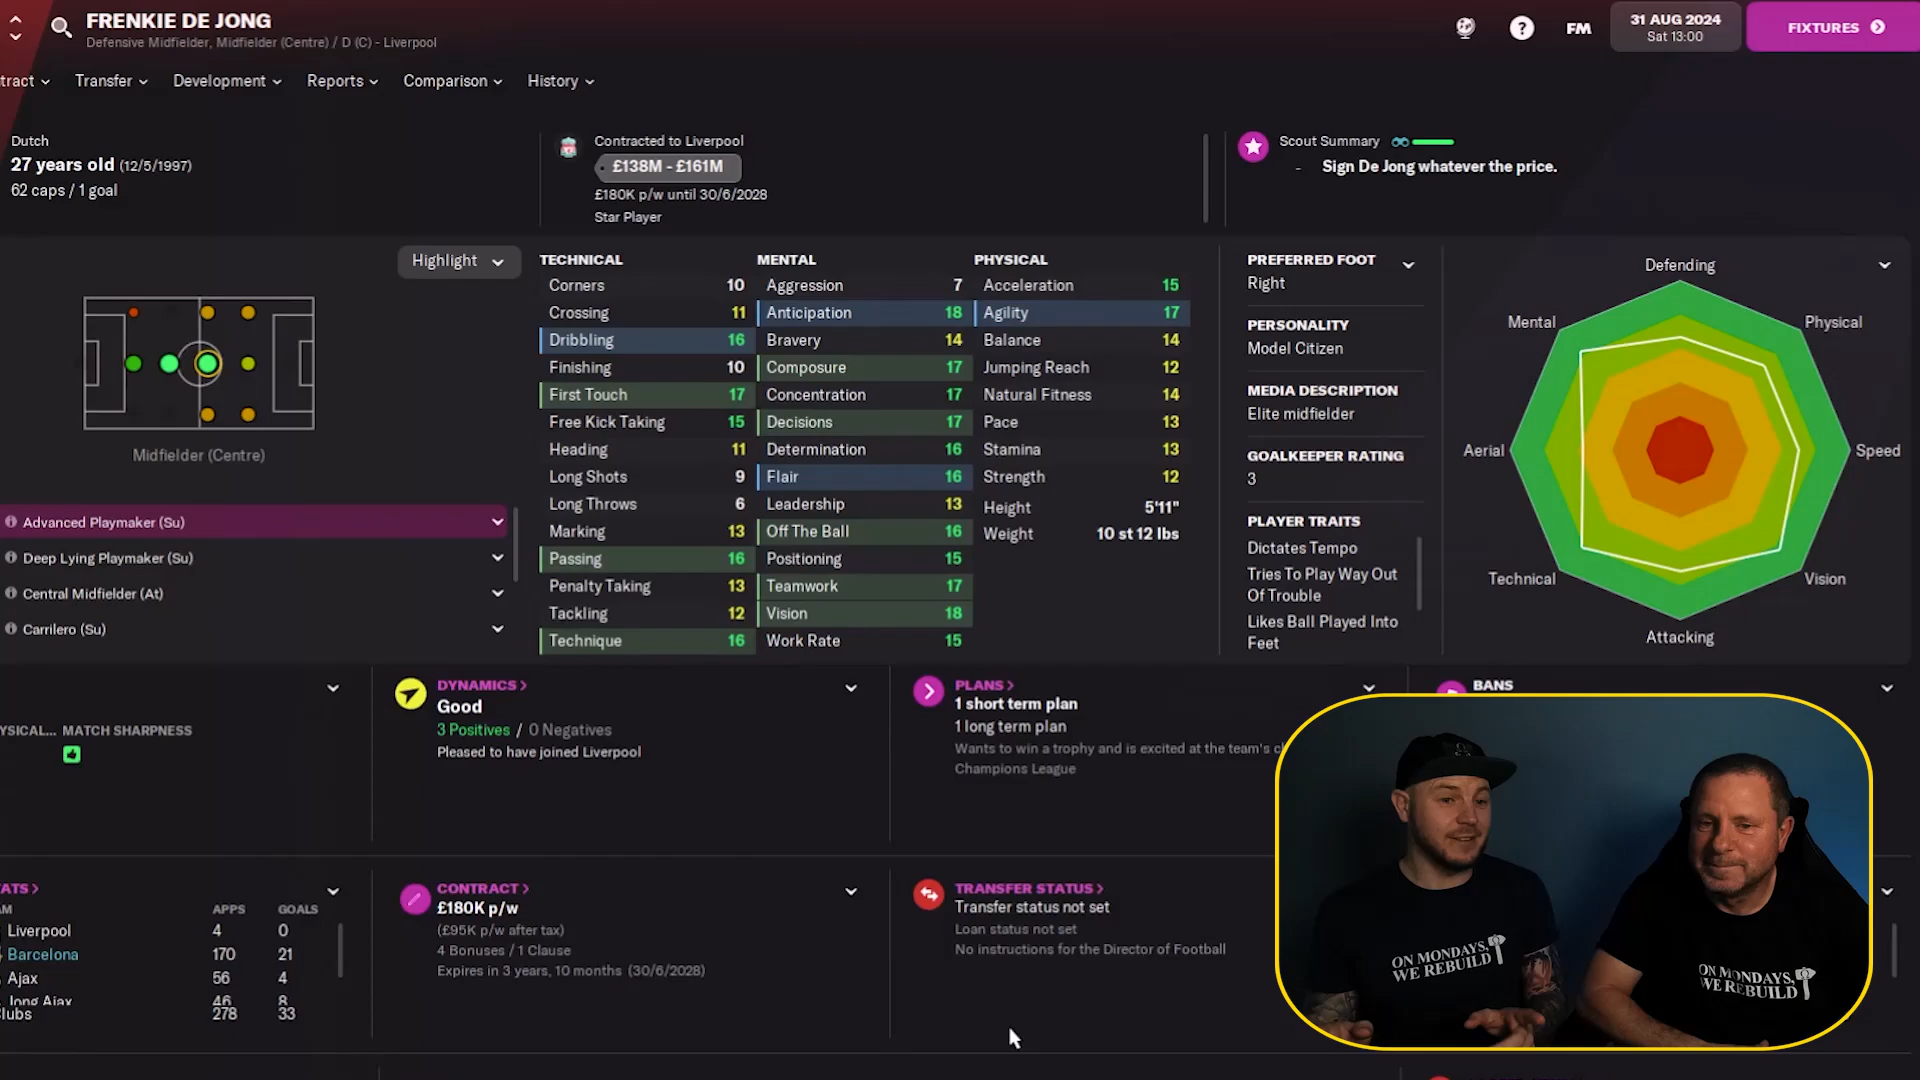 FRENKIE DE JONG
Defensive Midfielder, Midfielder (Centre) / D (C) - Liverpool
FM
31 AUG 2024
Sat 13:00
FIXTURES
tract
Transfer
Development
Reports
Comparison
History
Dutch
27 years old (12/5/1997)
62 caps / 1 goal
Contracted to Liverpool
£138M - £161M
£180K p/w until 30/6/2028
Star Player
Scout Summary
- Sign De Jong whatever the price.
Highlight
Midfielder (Centre)
Advanced Playmaker (Su)
Deep Lying Playmaker (Su)
Central Midfielder (At)
Carrilero (Su)
TECHNICAL
Corners 10
Crossing 11
Dribbling 16
Finishing 10
First Touch 17
Free Kick Taking 15
Heading 11
Long Shots 9
Long Throws 6
Marking 13
Passing 16
Penalty Taking 13
Tackling 12
Technique 16
MENTAL
Aggression 7
Anticipation 18
Bravery 14
Composure 17
Concentration 17
Decisions 17
Determination 16
Flair 16
Leadership 13
Off The Ball 16
Positioning 15
Teamwork 17
Vision 18
Work Rate 15
PHYSICAL
Acceleration 15
Agility 17
Balance 14
Jumping Reach 12
Natural Fitness 14
Pace 13
Stamina 13
Strength 12
Height 5'11"
Weight 10 st 12 lbs
PREFERRED FOOT
Right
PERSONALITY
Model Citizen
MEDIA DESCRIPTION
Elite midfielder
GOALKEEPER RATING
3
PLAYER TRAITS
Dictates Tempo
Tries To Play Way Out
Of Trouble
Likes Ball Played Into
Feet
Defending
Mental
Physical
Aerial
Speed
Technical
Vision
Attacking
YSICAL... MATCH SHARPNESS
DYNAMICS
Good
3 Positives / 0 Negatives
Pleased to have joined Liverpool
PLANS
1 short term plan
1 long term plan
Wants to win a trophy and is excited at the team's c
Champions League
BANS
ATS
AM APPS GOALS
Liverpool 4 0
Barcelona 170 21
Ajax 56 4
Jong Ajax 46 8
lubs 278 33
CONTRACT
£180K p/w
(£95K p/w after tax)
4 Bonuses / 1 Clause
Expires in 3 years, 10 months (30/6/2028)
TRANSFER STATUS
Transfer status not set
Loan status not set
No instructions for the Director of Football
ON MONDAYS,
WE REBUILD
ON MONDAYS,
WE REBUILD